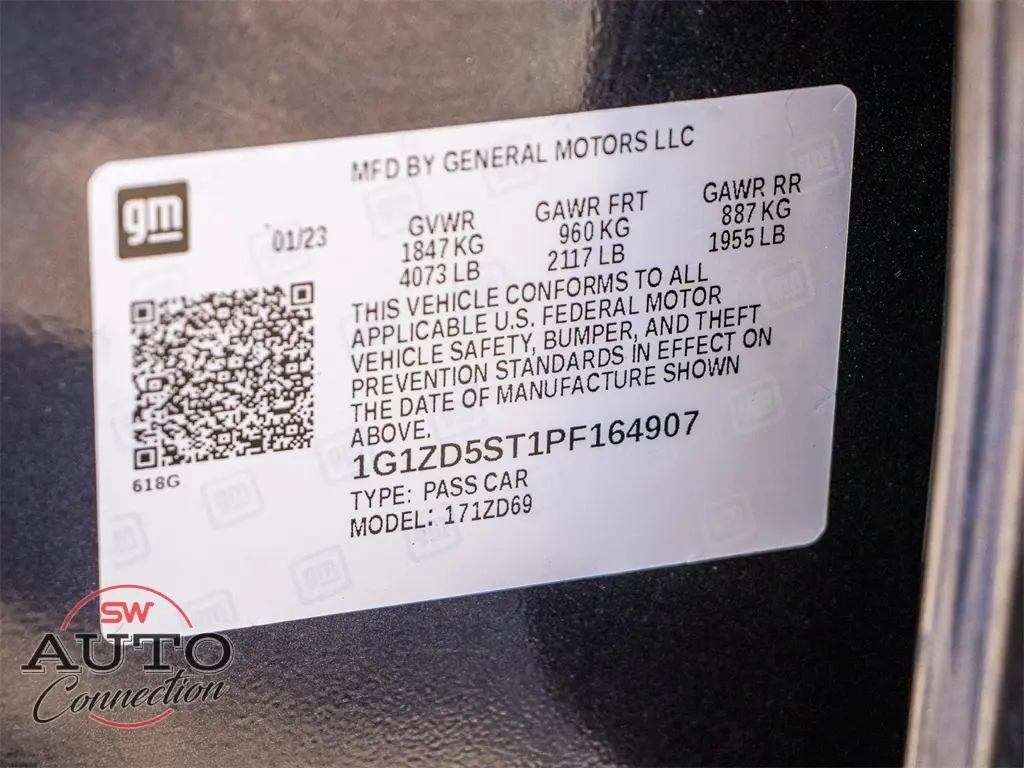 MFD BY GENERAL MOTORS LLC
gm
01/23
GVWR
1847 KG
4073 LB
GAWR FRT
960 KG
2117 LB
GAWR RR
887 KG
1955 LB
THIS VEHICLE CONFORMS TO ALL
APPLICABLE U.S. FEDERAL MOTOR
VEHICLE SAFETY, BUMPER, AND THEFT
PREVENTION STANDARDS IN EFFECT ON
THE DATE OF MANUFACTURE SHOWN
ABOVE.
1G1ZD5ST1PF164907
TYPE: PASS CAR
MODEL: 171ZD69
618G
SW
AUTO
Connection